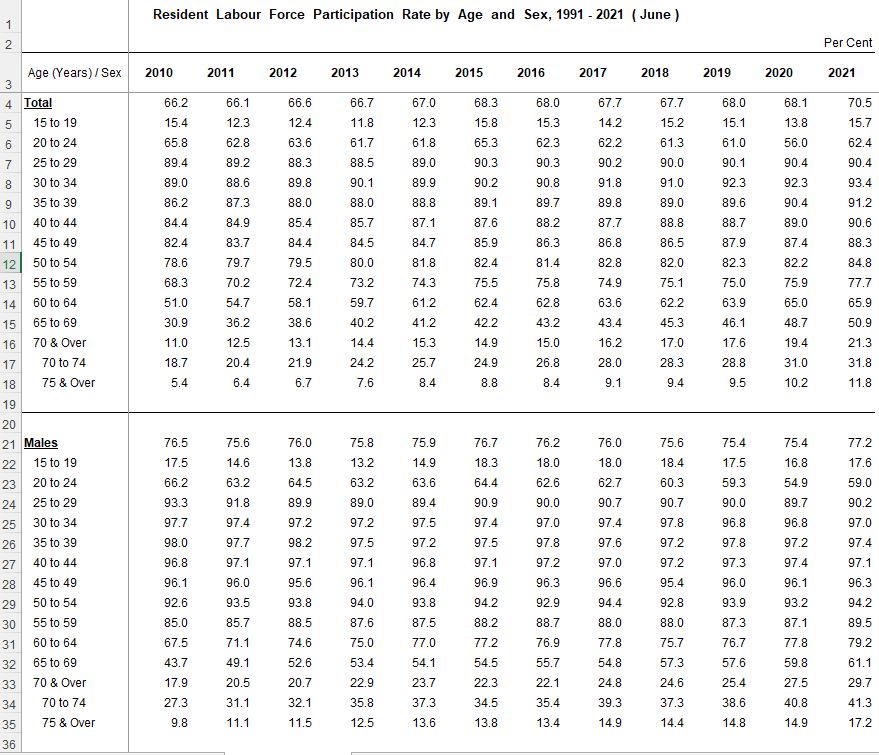 1 Resident Labour Force Participation Rate by Age and Sex, 1991 - 2021 ( June )
2 Per Cent
3 Age (Years) / Sex 2010 2011 2012 2013 2014 2015 2016 2017 2018 2019 2020 2021
4 Total 66.2 66.1 66.6 66.7 67.0 68.3 68.0 67.7 67.7 68.0 68.1 70.5
5 15 to 19 15.4 12.3 12.4 11.8 12.3 15.8 15.3 14.2 15.2 15.1 13.8 15.7
6 20 to 24 65.8 62.8 63.6 61.7 61.8 65.3 62.3 62.2 61.3 61.0 56.0 62.4
7 25 to 29 89.4 89.2 88.3 88.5 89.0 90.3 90.3 90.2 90.0 90.1 90.4 90.4
8 30 to 34 89.0 88.6 89.8 90.1 89.9 90.2 90.8 91.8 91.0 92.3 92.3 93.4
9 35 to 39 86.2 87.3 88.0 88.0 88.8 89.1 89.7 89.8 89.0 89.6 90.4 91.2
10 40 to 44 84.4 84.9 85.4 85.7 87.1 87.6 88.2 87.7 88.8 88.7 89.0 90.6
11 45 to 49 82.4 83.7 84.4 84.5 84.7 85.9 86.3 86.8 86.5 87.9 87.4 88.3
12 50 to 54 78.6 79.7 79.5 80.0 81.8 82.4 81.4 82.8 82.0 82.3 82.2 84.8
13 55 to 59 68.3 70.2 72.4 73.2 74.3 75.5 75.8 74.9 75.1 75.0 75.9 77.7
14 60 to 64 51.0 54.7 58.1 59.7 61.2 62.4 62.8 63.6 62.2 63.9 65.0 65.9
15 65 to 69 30.9 36.2 38.6 40.2 41.2 42.2 43.2 43.4 45.3 46.1 48.7 50.9
16 70 & Over 11.0 12.5 13.1 14.4 15.3 14.9 15.0 16.2 17.0 17.6 19.4 21.3
17 70 to 74 18.7 20.4 21.9 24.2 25.7 24.9 26.8 28.0 28.3 28.8 31.0 31.8
18 75 & Over 5.4 6.4 6.7 7.6 8.4 8.8 8.4 9.1 9.4 9.5 10.2 11.8
19
20
21 Males 76.5 75.6 76.0 75.8 75.9 76.7 76.2 76.0 75.6 75.4 75.4 77.2
22 15 to 19 17.5 14.6 13.8 13.2 14.9 18.3 18.0 18.0 18.4 17.5 16.8 17.6
23 20 to 24 66.2 63.2 64.5 63.2 63.6 64.4 62.6 62.7 60.3 59.3 54.9 59.0
24 25 to 29 93.3 91.8 89.9 89.0 89.4 90.9 90.0 90.7 90.7 90.0 89.7 90.2
25 30 to 34 97.7 97.4 97.2 97.2 97.5 97.4 97.0 97.4 97.8 96.8 96.8 97.0
26 35 to 39 98.0 97.7 98.2 97.5 97.2 97.5 97.8 97.6 97.2 97.8 97.2 97.4
27 40 to 44 96.8 97.1 97.1 97.1 96.8 97.1 97.2 97.0 97.2 97.3 97.4 97.1
28 45 to 49 96.1 96.0 95.6 96.1 96.4 96.9 96.3 96.6 95.4 96.0 96.1 96.3
29 50 to 54 92.6 93.5 93.8 94.0 93.8 94.2 92.9 94.4 92.8 93.9 93.2 94.2
30 55 to 59 85.0 85.7 88.5 87.6 87.5 88.2 88.7 88.0 88.0 87.3 87.1 89.5
31 60 to 64 67.5 71.1 74.6 75.0 77.0 77.2 76.9 77.8 75.7 76.7 77.8 79.2
32 65 to 69 43.7 49.1 52.6 53.4 54.1 54.5 55.7 54.8 57.3 57.6 59.8 61.1
33 70 & Over 17.9 20.5 20.7 22.9 23.7 22.3 22.1 24.8 24.6 25.4 27.5 29.7
34 70 to 74 27.3 31.1 32.1 35.8 37.3 34.5 35.4 39.3 37.3 38.6 40.8 41.3
35 75 & Over 9.8 11.1 11.5 12.5 13.6 13.8 13.4 14.9 14.4 14.8 14.9 17.2
36